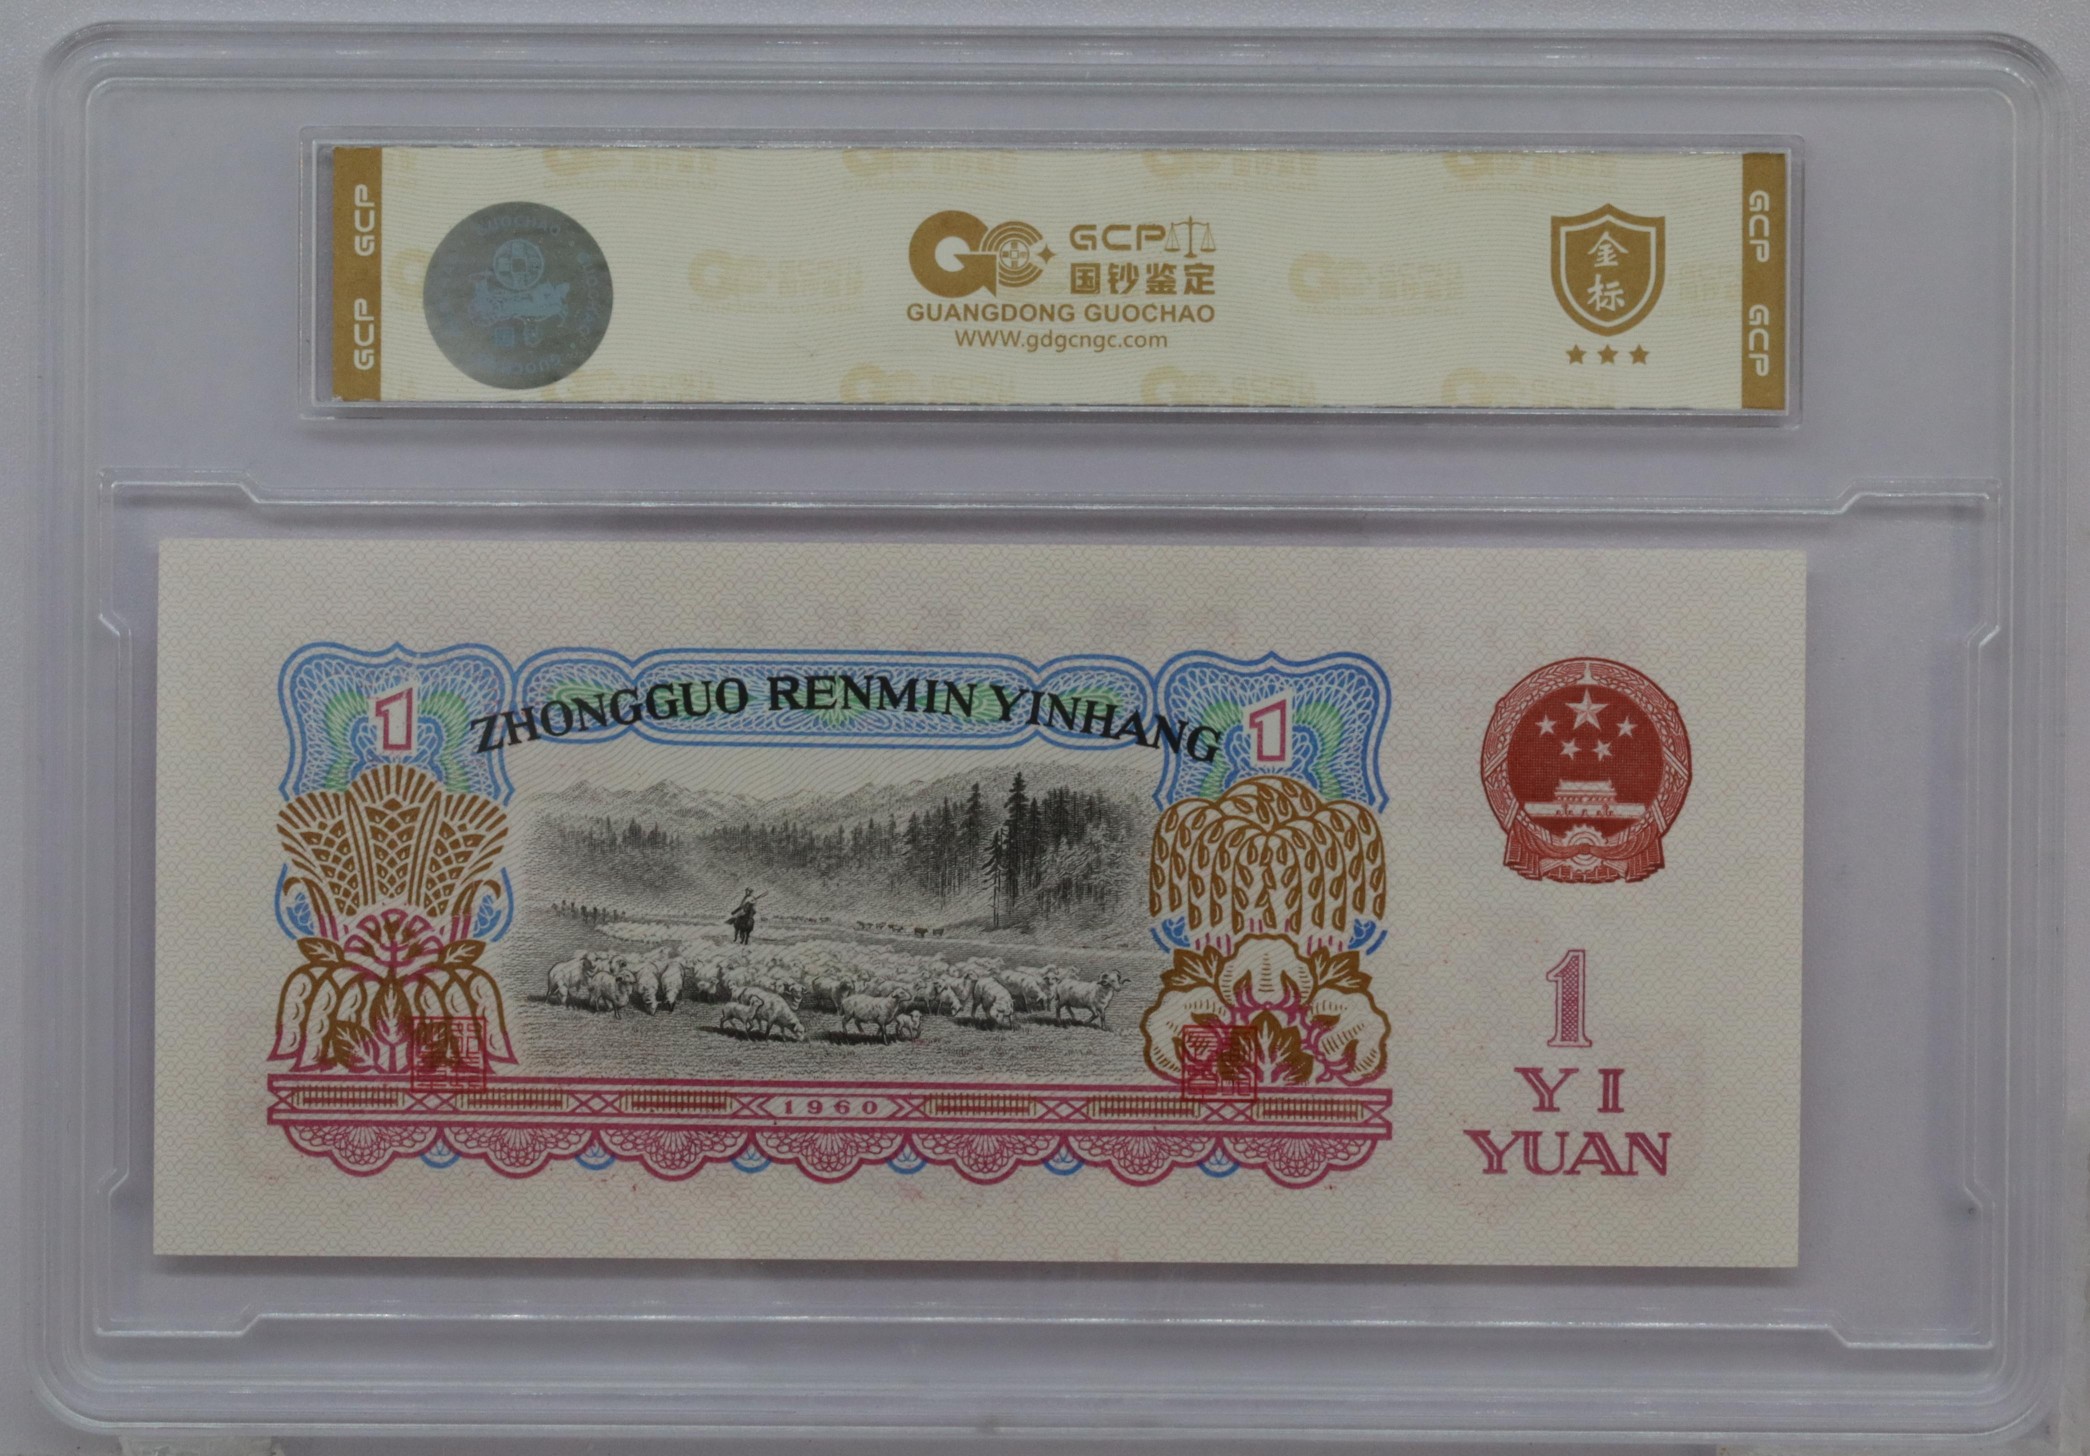 GCP
GCP
GCP
国钞鉴定
GUANGDONG GUOCHAO
WWW.gdgcngc.com
金标
GCP
GCP
1
ZHONGGUO RENMIN YINHANG
1
1960
1
YI
YUAN